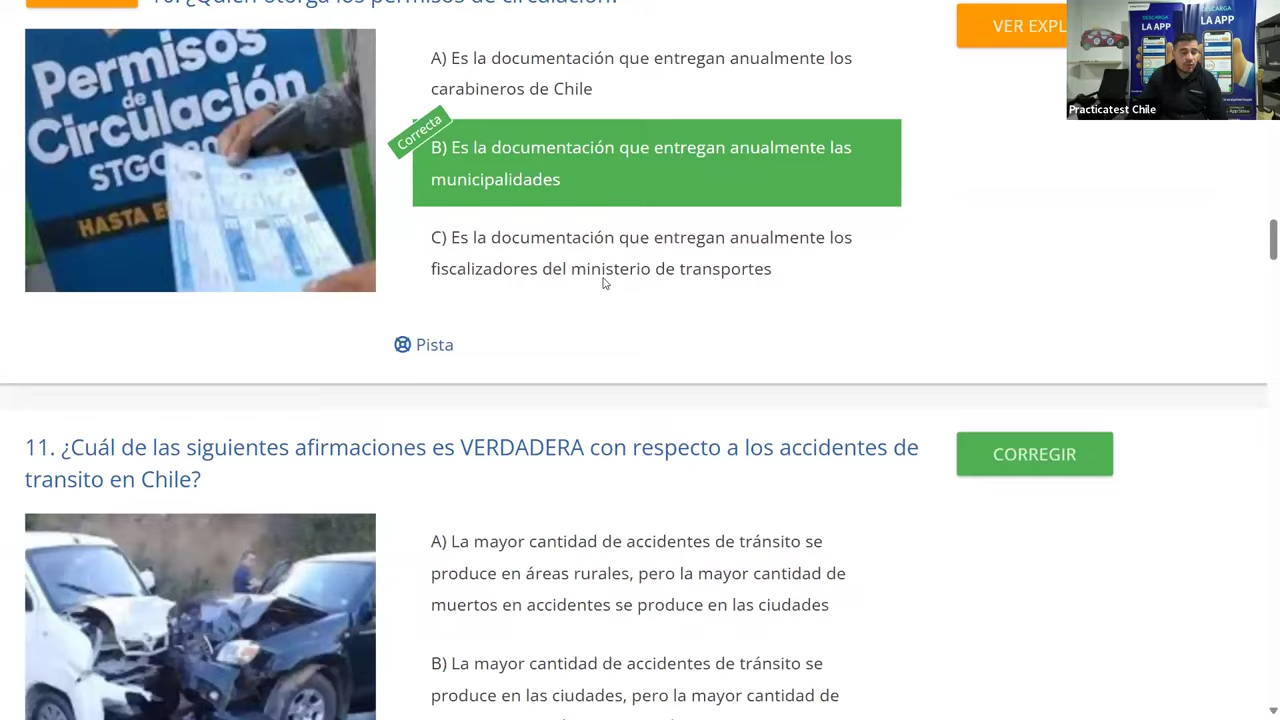 10. ¿Quién otorga los permisos de circulación?
VER EXPL
DESCARGA
LA APP
DESCARGA
LA APP
Practicatest Chile
Permisos
de
Circulación
STGO
HASTA E
A) Es la documentación que entregan anualmente los
carabineros de Chile
Correcta
B) Es la documentación que entregan anualmente las
municipalidades
C) Es la documentación que entregan anualmente los
fiscalizadores del ministerio de transportes
Pista
11. ¿Cuál de las siguientes afirmaciones es VERDADERA con respecto a los accidentes de
transito en Chile?
CORREGIR
A) La mayor cantidad de accidentes de tránsito se
produce en áreas rurales, pero la mayor cantidad de
muertos en accidentes se produce en las ciudades
B) La mayor cantidad de accidentes de tránsito se
produce en las ciudades, pero la mayor cantidad de